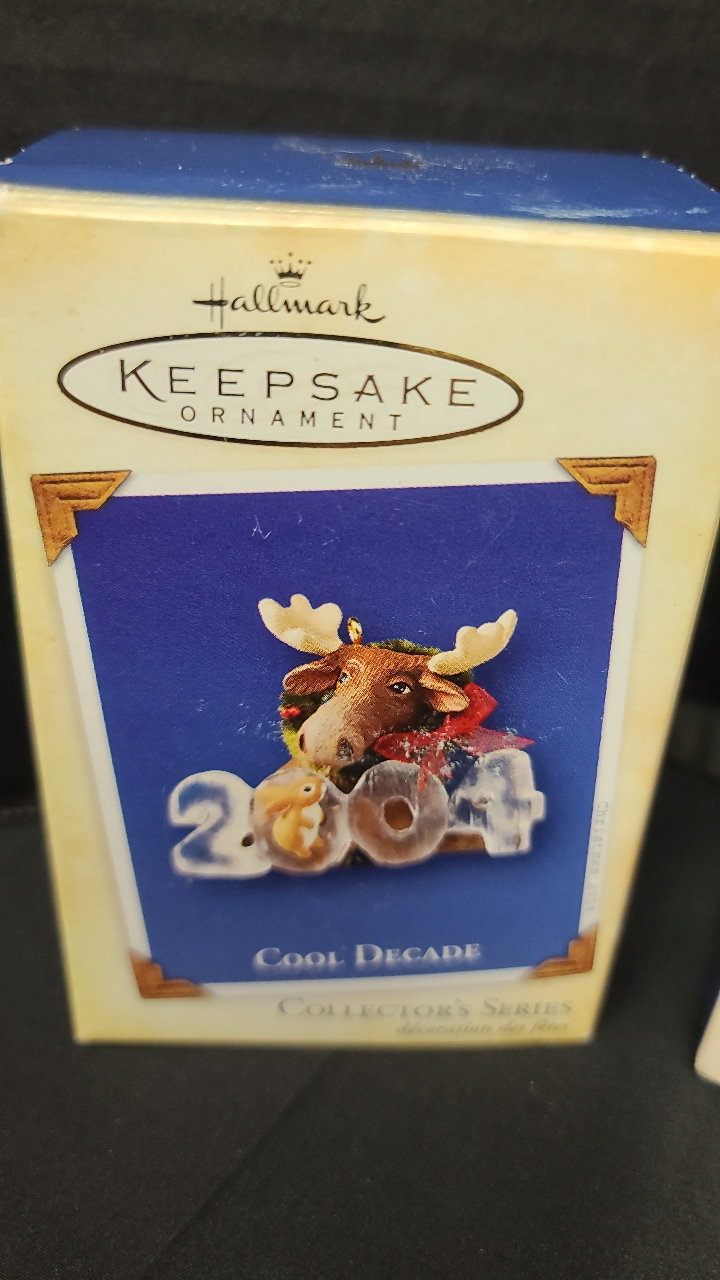 Hallmark
KEEPSAKE
ORNAMENT
2004
COOL DECADE
COLLECTOR'S SERIES
décoration des fêtes